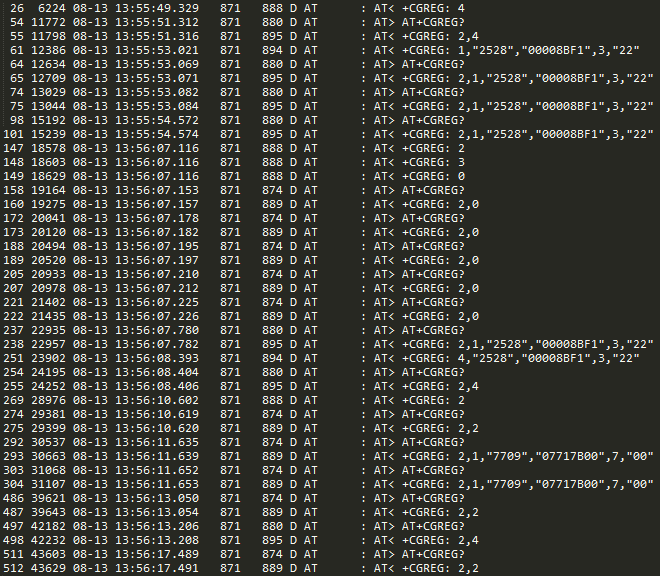 26 6224 08-13 13:55:49.329 871 888 D AT : AT< +CGREG: 4
54 11772 08-13 13:55:51.312 871 880 D AT : AT> AT+CGREG?
55 11798 08-13 13:55:51.316 871 895 D AT : AT< +CGREG: 2,4
61 12386 08-13 13:55:53.021 871 894 D AT : AT< +CGREG: 1,"2528","00008BF1",3,"22"
64 12634 08-13 13:55:53.069 871 880 D AT : AT> AT+CGREG?
65 12709 08-13 13:55:53.071 871 895 D AT : AT< +CGREG: 2,1,"2528","00008BF1",3,"22"
74 13029 08-13 13:55:53.082 871 880 D AT : AT> AT+CGREG?
75 13044 08-13 13:55:53.084 871 895 D AT : AT< +CGREG: 2,1,"2528","00008BF1",3,"22"
98 15192 08-13 13:55:54.572 871 880 D AT : AT> AT+CGREG?
101 15239 08-13 13:55:54.574 871 895 D AT : AT< +CGREG: 2,1,"2528","00008BF1",3,"22"
147 18578 08-13 13:56:07.116 871 888 D AT : AT< +CGREG: 2
148 18603 08-13 13:56:07.116 871 888 D AT : AT< +CGREG: 3
149 18629 08-13 13:56:07.116 871 888 D AT : AT< +CGREG: 0
158 19164 08-13 13:56:07.153 871 874 D AT : AT> AT+CGREG?
160 19275 08-13 13:56:07.157 871 889 D AT : AT< +CGREG: 2,0
172 20041 08-13 13:56:07.178 871 874 D AT : AT> AT+CGREG?
173 20120 08-13 13:56:07.182 871 889 D AT : AT< +CGREG: 2,0
188 20494 08-13 13:56:07.195 871 874 D AT : AT> AT+CGREG?
189 20520 08-13 13:56:07.197 871 889 D AT : AT< +CGREG: 2,0
205 20933 08-13 13:56:07.210 871 874 D AT : AT> AT+CGREG?
207 20978 08-13 13:56:07.212 871 889 D AT : AT< +CGREG: 2,0
221 21402 08-13 13:56:07.225 871 874 D AT : AT> AT+CGREG?
222 21435 08-13 13:56:07.226 871 889 D AT : AT< +CGREG: 2,0
237 22935 08-13 13:56:07.780 871 880 D AT : AT> AT+CGREG?
238 22957 08-13 13:56:07.782 871 895 D AT : AT< +CGREG: 2,1,"2528","00008BF1",3,"22"
251 23902 08-13 13:56:08.393 871 894 D AT : AT< +CGREG: 4,"2528","00008BF1",3,"22"
254 24195 08-13 13:56:08.404 871 880 D AT : AT> AT+CGREG?
255 24252 08-13 13:56:08.406 871 895 D AT : AT< +CGREG: 2,4
269 28976 08-13 13:56:10.602 871 888 D AT : AT< +CGREG: 2
274 29381 08-13 13:56:10.619 871 874 D AT : AT> AT+CGREG?
275 29399 08-13 13:56:10.620 871 889 D AT : AT< +CGREG: 2,2
292 30537 08-13 13:56:11.635 871 874 D AT : AT> AT+CGREG?
293 30663 08-13 13:56:11.639 871 889 D AT : AT< +CGREG: 2,1,"7709","07717B00",7,"00"
303 31068 08-13 13:56:11.652 871 874 D AT : AT> AT+CGREG?
304 31107 08-13 13:56:11.653 871 889 D AT : AT< +CGREG: 2,1,"7709","07717B00",7,"00"
486 39621 08-13 13:56:13.050 871 874 D AT : AT> AT+CGREG?
487 39643 08-13 13:56:13.054 871 889 D AT : AT< +CGREG: 2,2
497 42182 08-13 13:56:13.206 871 880 D AT : AT> AT+CGREG?
498 42232 08-13 13:56:13.208 871 895 D AT : AT< +CGREG: 2,4
511 43603 08-13 13:56:17.489 871 874 D AT : AT> AT+CGREG?
512 43629 08-13 13:56:17.491 871 889 D AT : AT< +CGREG: 2,2